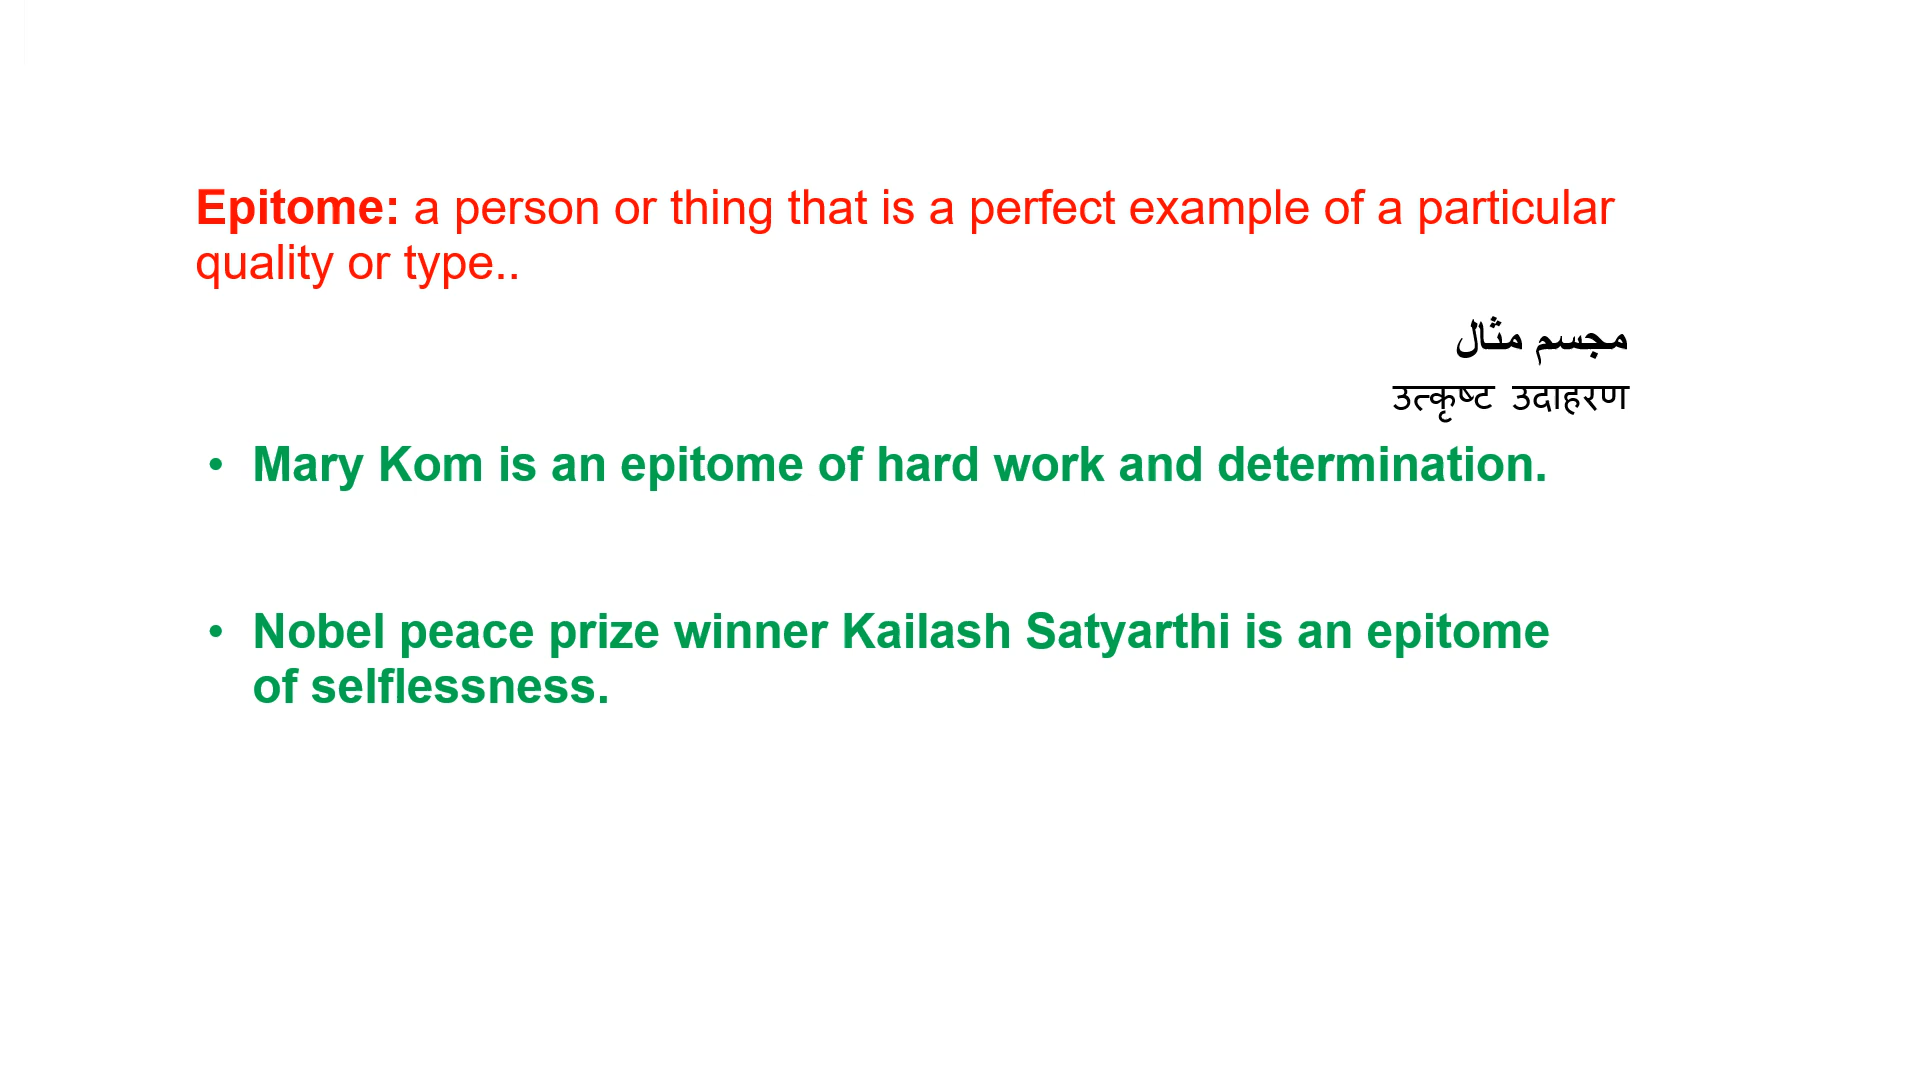 Epitome: a person or thing that is a perfect example of a particular
quality or type..
مجسم مثال
उत्कृष्ट उदाहरण
• Mary Kom is an epitome of hard work and determination.
• Nobel peace prize winner Kailash Satyarthi is an epitome
of selflessness.